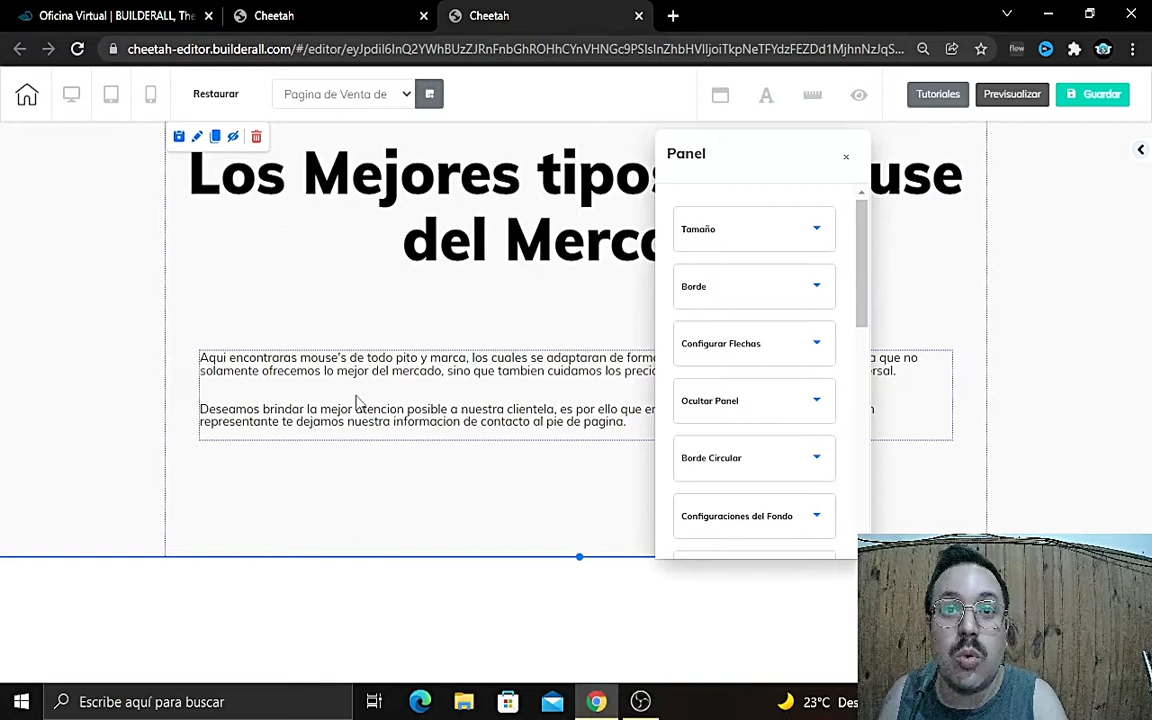 Oficina Virtual | BUILDERALL, The
Cheetah
Cheetah
cheetah-editor.builderall.com/#/editor/
Restaurar
Pagina de Venta de
Tutoriales
Previsualizar
Guardar
Los Mejores tipos
use
del Merc
Panel
Tamaño
Borde
Configurar Flechas
Ocultar Panel
Borde Circular
Configuraciones del Fondo
Aqui encontraras mouse's de todo pito y marca, los cuales se adaptaran de form
a que no
solamente ofrecemos lo mejor del mercado, sino que tambien cuidamos los preci
ersal.
Deseamos brindar la mejor atencion posible a nuestra clientela, es por ello que e
n
representante te dejamos nuestra informacion de contacto al pie de pagina.
Escribe aquí para buscar
flow
23°C Des